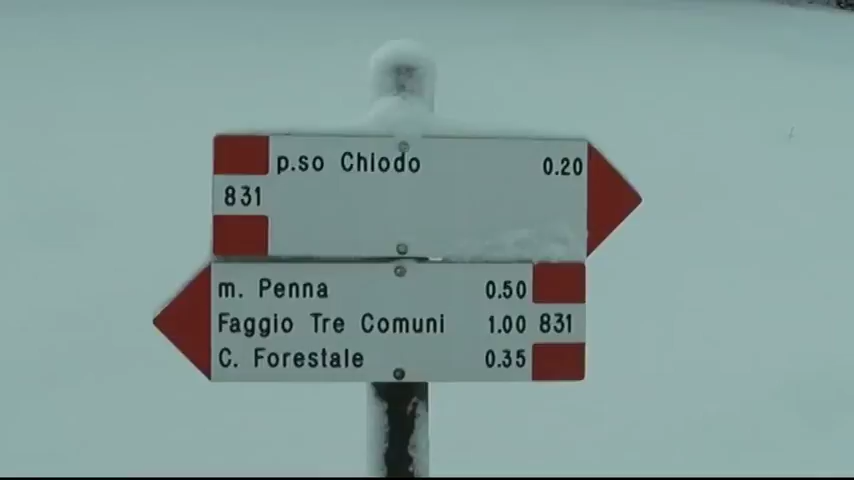 p.so Chiodo 0.20
831
m. Penna 0.50
Faggio Tre Comuni 1.00 831
C. Forestale 0.35